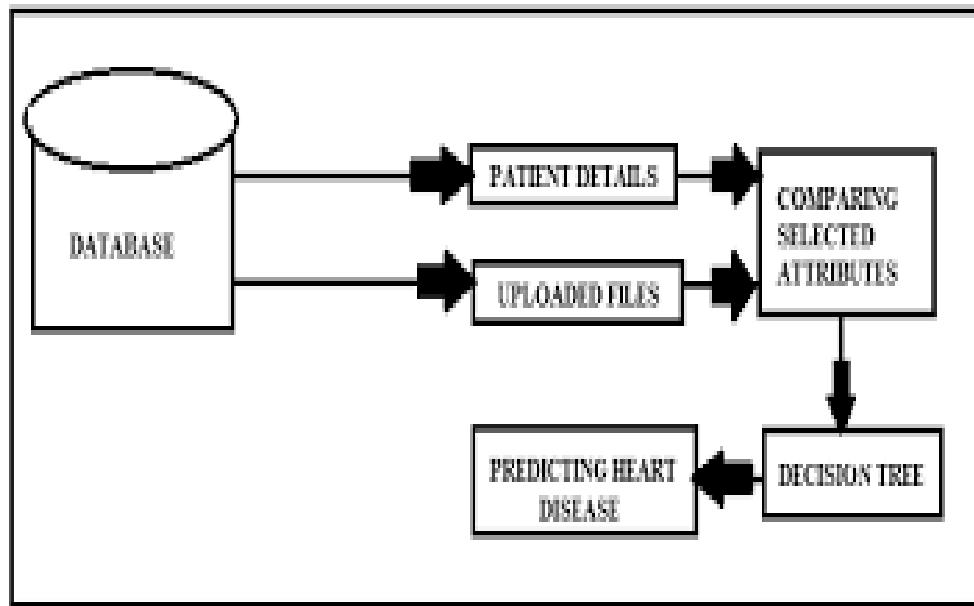 DATABASE
PATIENT DETAILS
UPLOADED FILES
COMPARING
SELECTED
ATTRIBUTES
DECISION TREE
PREDICTING HEART
DISEASE